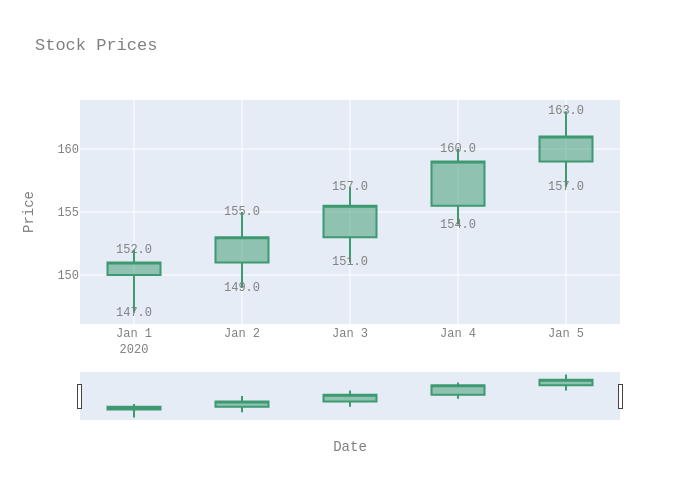 Stock Prices
Price
160
155
150
152.0
147.0
155.0
149.0
157.0
151.0
160.0
154.0
163.0
157.0
Jan 1
2020
Jan 2
Jan 3
Jan 4
Jan 5
Date